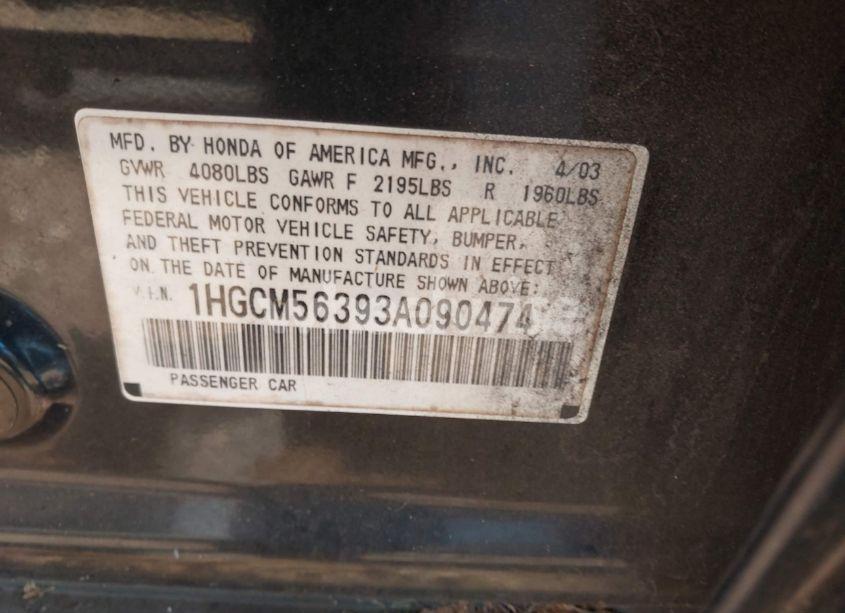 MFD. BY HONDA OF AMERICA MFG., INC. 4/03
GVWR 4080LBS GAWR F 2195LBS R 1960LBS
THIS VEHICLE CONFORMS TO ALL APPLICABLE
FEDERAL MOTOR VEHICLE SAFETY, BUMPER,
AND THEFT PREVENTION STANDARDS IN EFFECT
ON THE DATE OF MANUFACTURE SHOWN ABOVE:
V.I.N. 1HGCM56393A090474
PASSENGER CAR